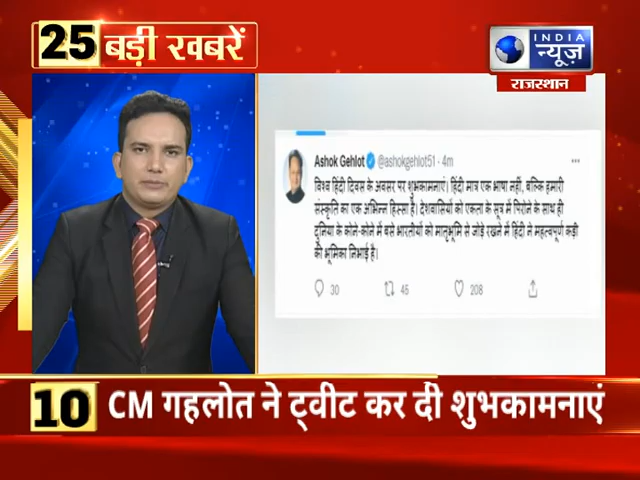 25 बड़ी खबरें
INDIA
न्यूज़
राजस्थान
Ashok Gehlot @ashokgehlot51 · 4m
विश्व हिंदी दिवस के अवसर पर शुभकामनाएं। हिंदी मात्र एक भाषा नहीं, बल्कि हमारी
संस्कृति का एक अभिन्न हिस्सा है। देशवासियों को एकता के सूत्र में पिरोने के साथ ही
दुनिया के कोने-कोने में बसे भारतीयों को मातृभूमि से जोड़े रखने में हिंदी ने महत्वपूर्ण कड़ी
की भूमिका निभाई है।
30 45 208
10 CM गहलोत ने ट्वीट कर दी शुभकामनाएं